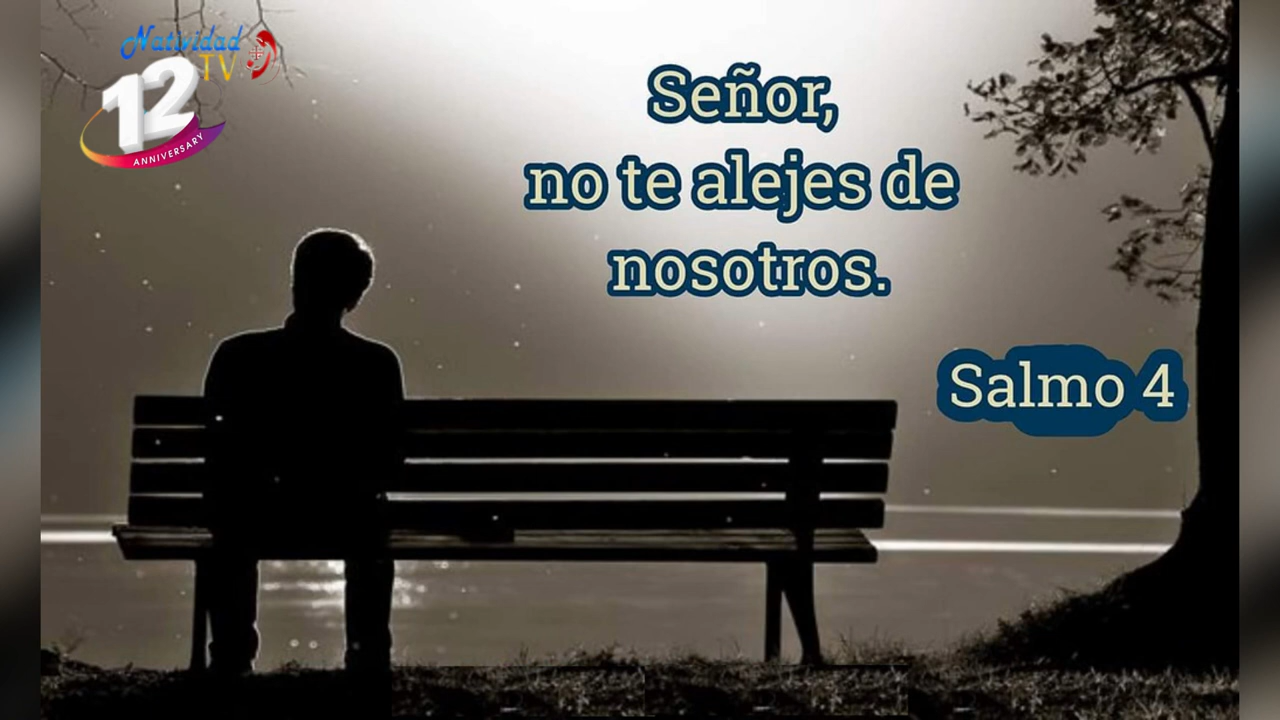 Natividad
TV
12
ANNIVERSARY
Señor,
no te alejes de
nosotros.
Salmo 4